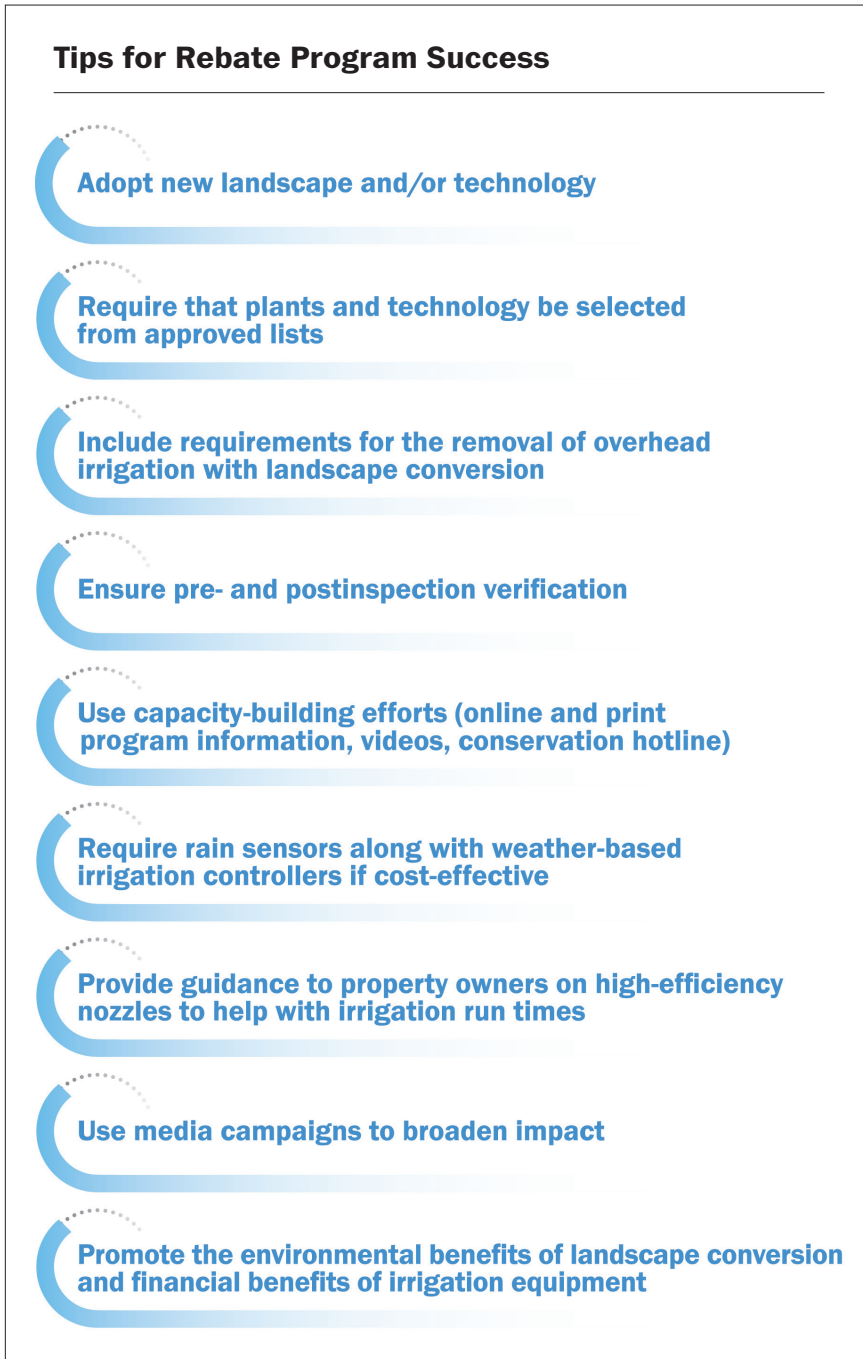 Tips for Rebate Program Success
Adopt new landscape and/or technology
Require that plants and technology be selected
from approved lists
Include requirements for the removal of overhead
irrigation with landscape conversion
Ensure pre- and postinspection verification
Use capacity-building efforts (online and print
program information, videos, conservation hotline)
Require rain sensors along with weather-based
irrigation controllers if cost-effective
Provide guidance to property owners on high-efficiency
nozzles to help with irrigation run times
Use media campaigns to broaden impact
Promote the environmental benefits of landscape conversion
and financial benefits of irrigation equipment